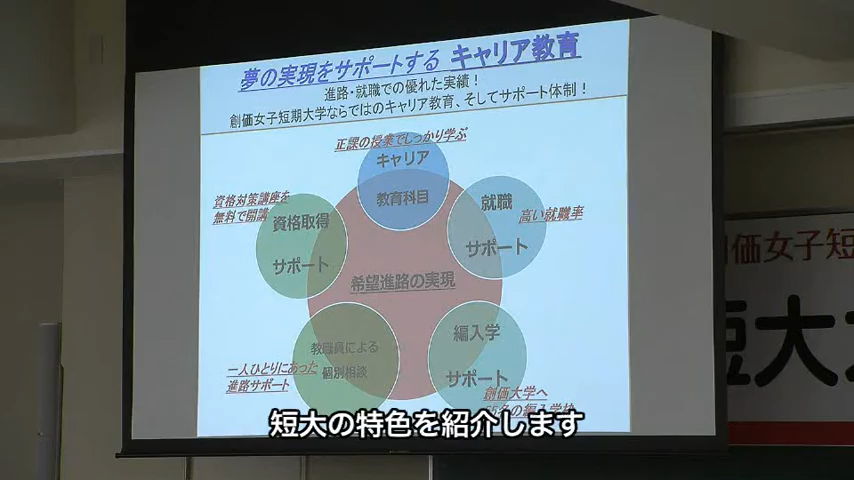 夢の実現をサポートする キャリア教育
進路・就職での優れた実績！
創価女子短期大学ならではのキャリア教育、そしてサポート体制！
正課の授業でしっかり学ぶ
キャリア
教育科目
資格対策講座を
無料で開講
資格取得
サポート
就職
サポート
高い就職率
希望進路の実現
教職員による
個別相談
一人ひとりにあった
進路サポート
編入学
サポート
創価大学へ
の編入学
価女子短
短大
短大の特色を紹介します